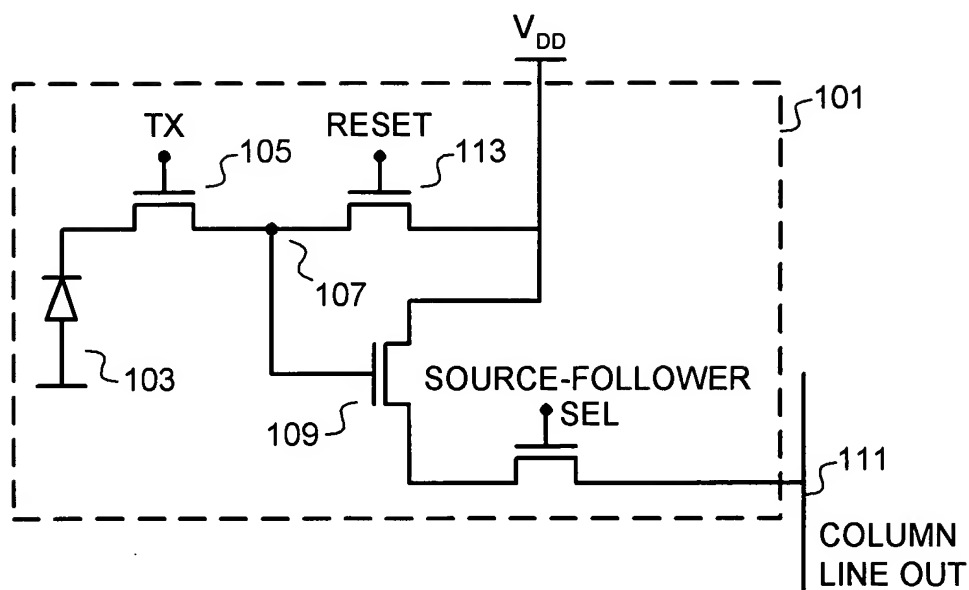 V_DD
101
TX
RESET
105
113
107
103
SOURCE-FOLLOWER
SEL
109
111
COLUMN
LINE OUT